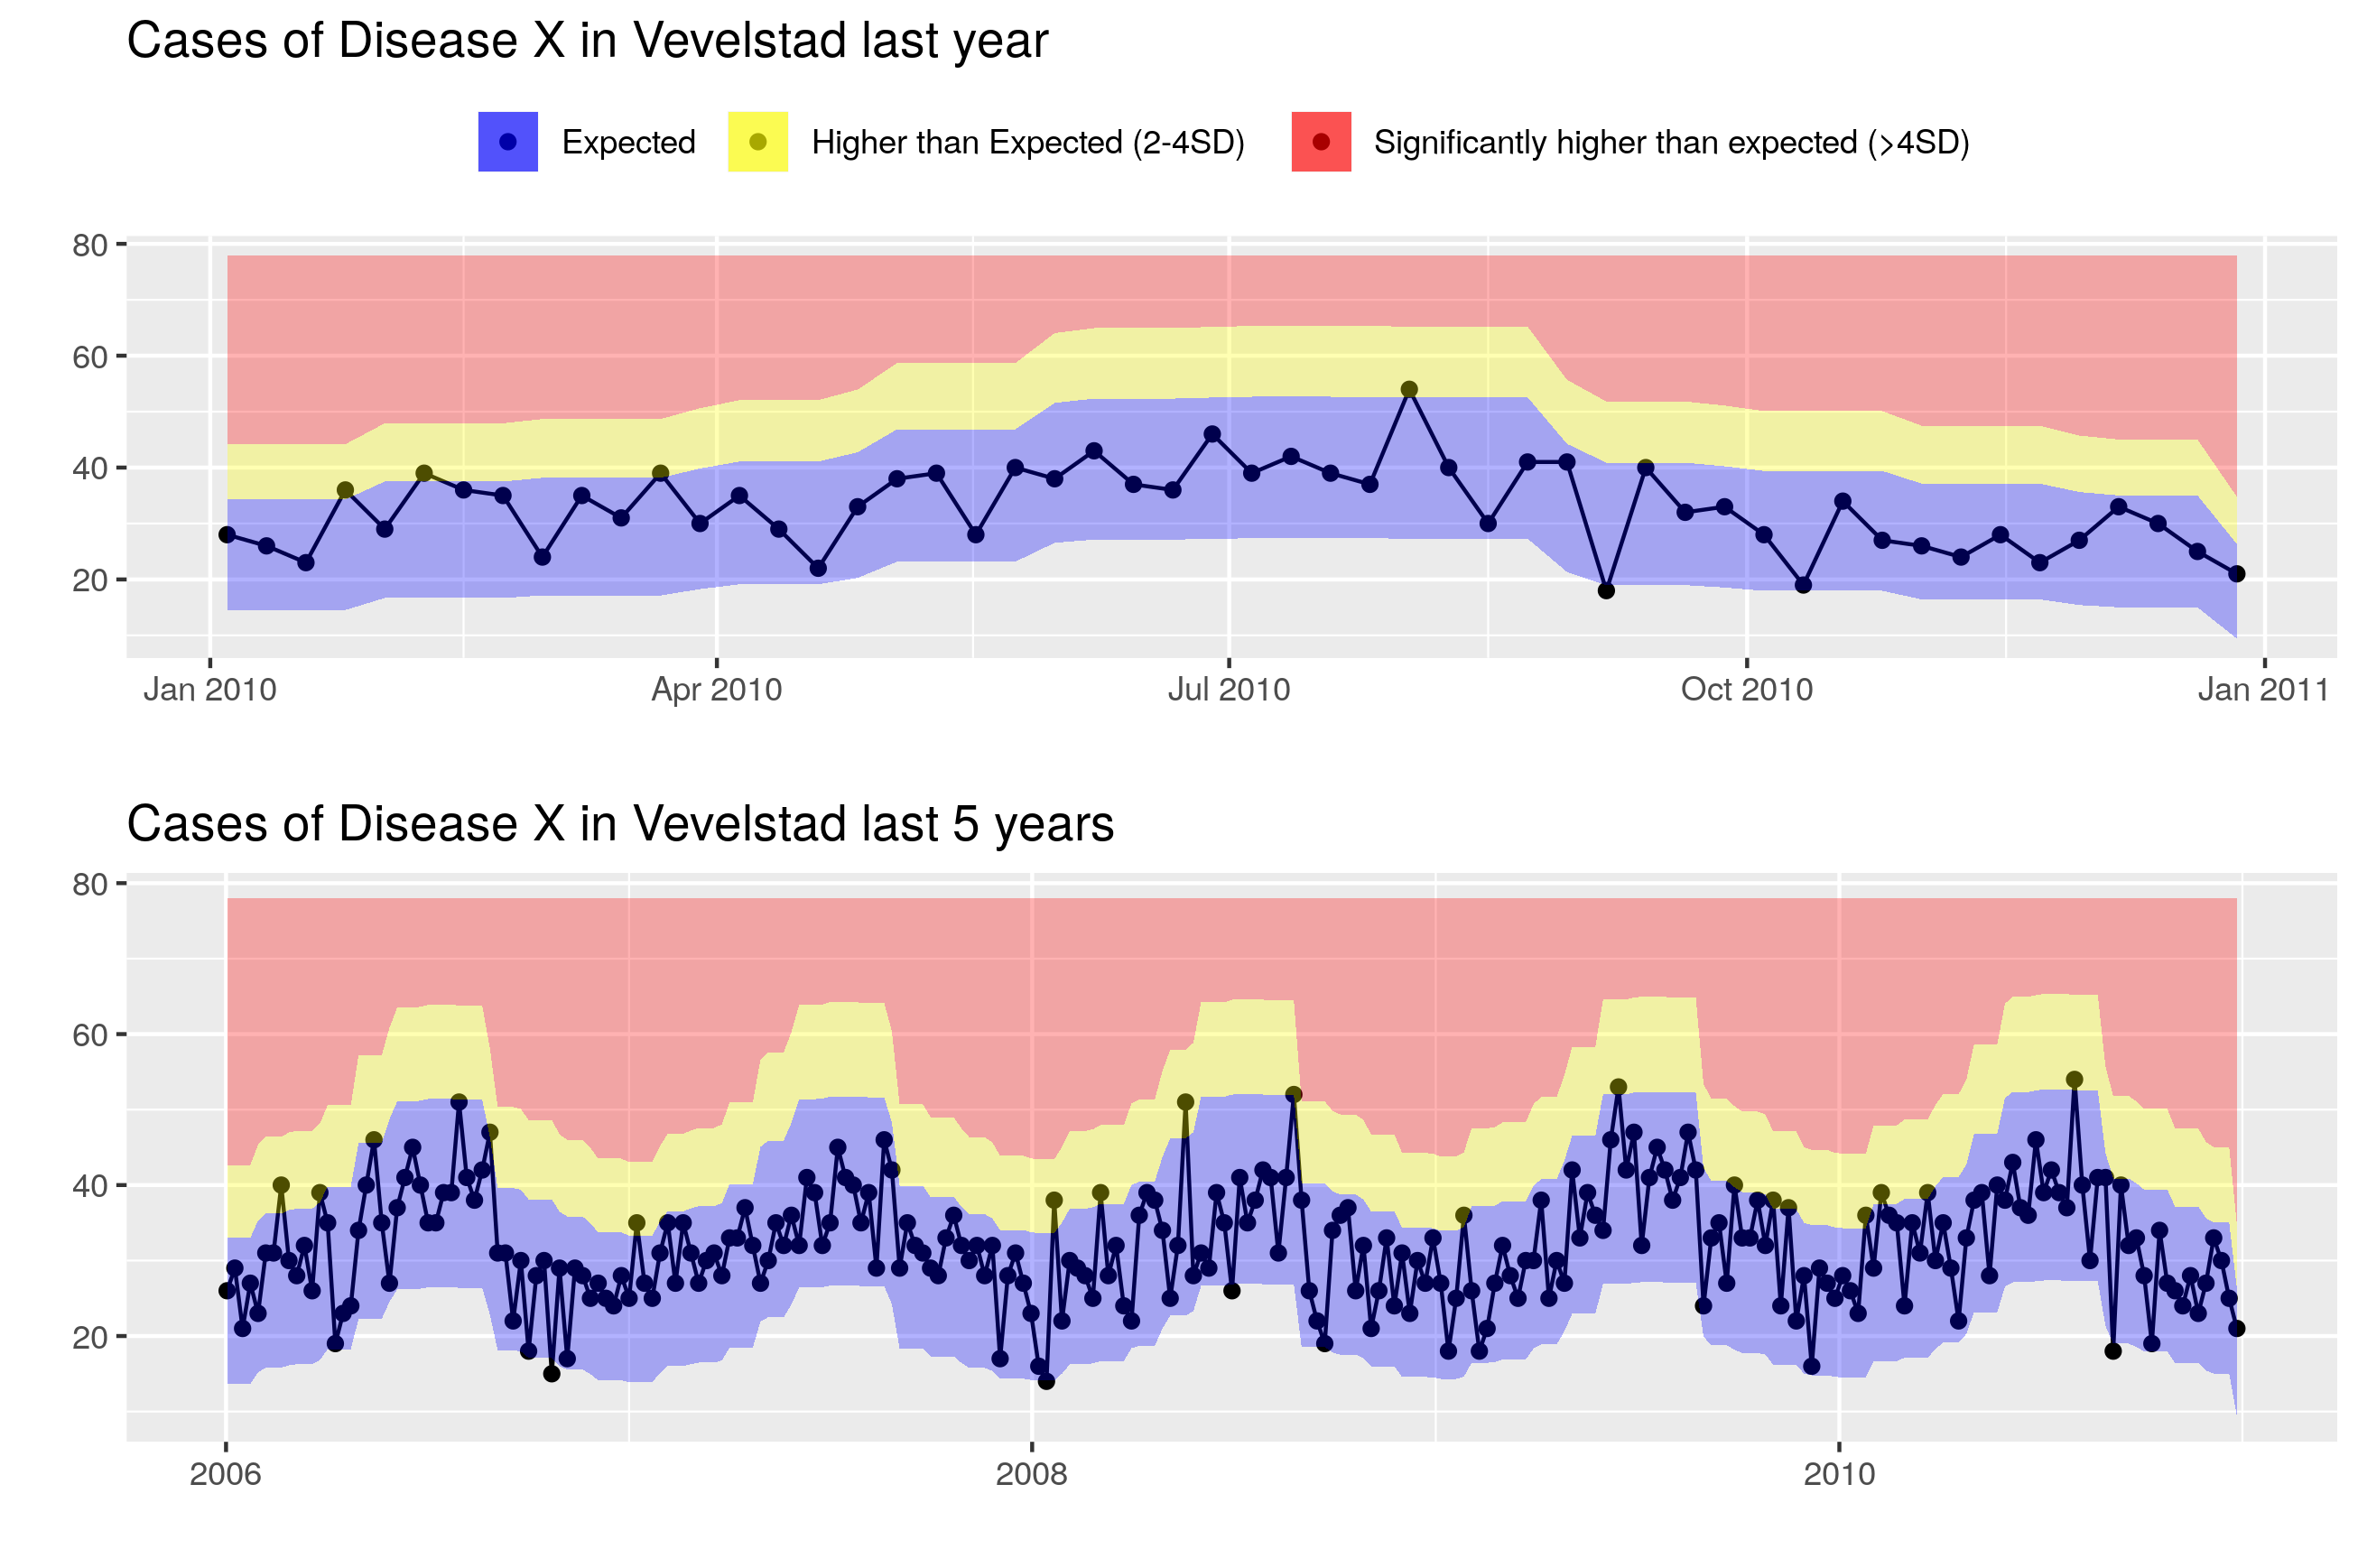 Cases of Disease X in Vevelstad last year
Expected Higher than Expected (2-4SD) Significantly higher than expected (>4SD)
80
60
40
20
Jan 2010 Apr 2010 Jul 2010 Oct 2010 Jan 2011
Cases of Disease X in Vevelstad last 5 years
80
60
40
20
2006 2008 2010